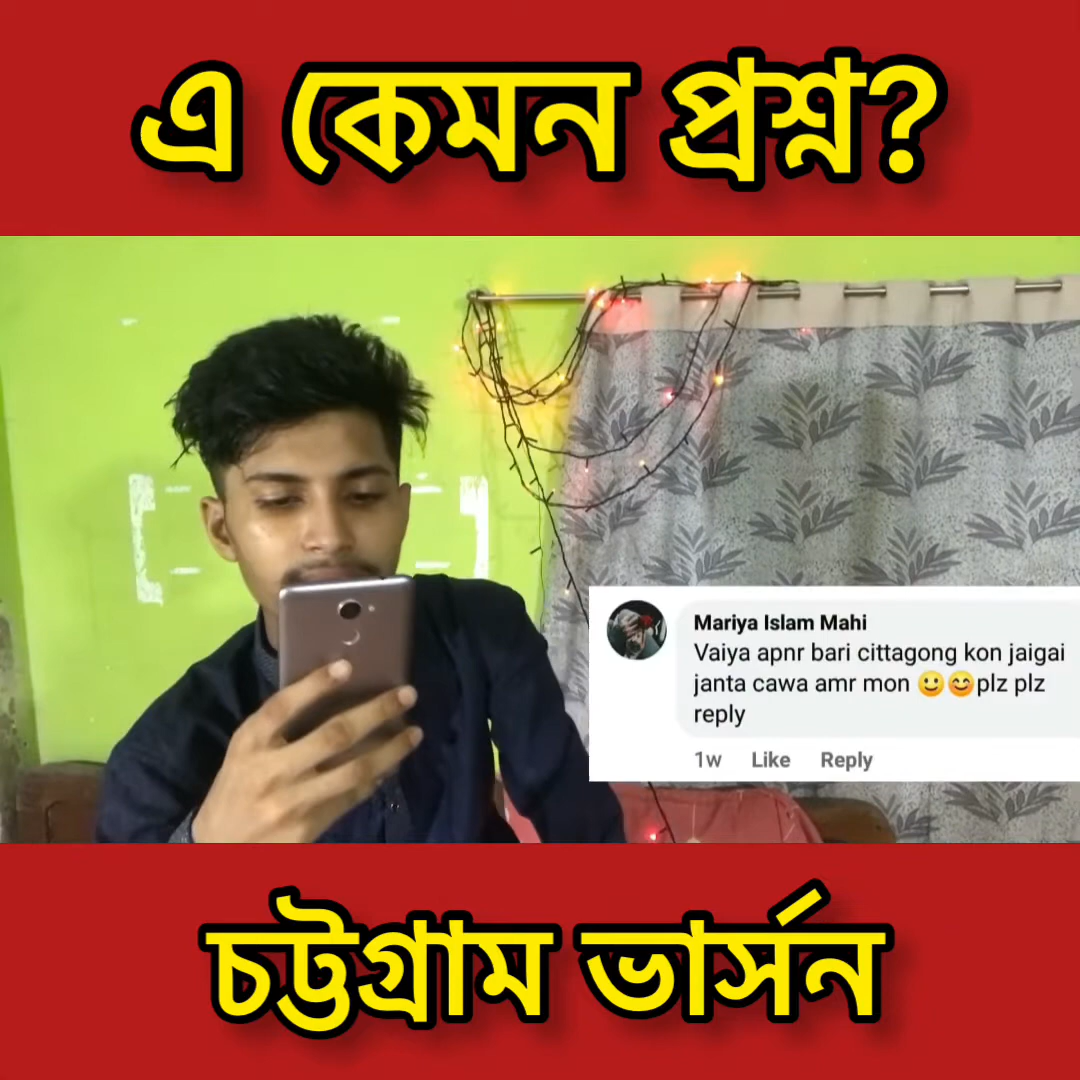 এ কেমন প্রশ্ন?
Mariya Islam Mahi
Vaiya apnr bari cittagong kon jaigai
janta cawa amr mon 🙂😊plz plz
reply
1w Like Reply
চট্টগ্রাম ভার্সন